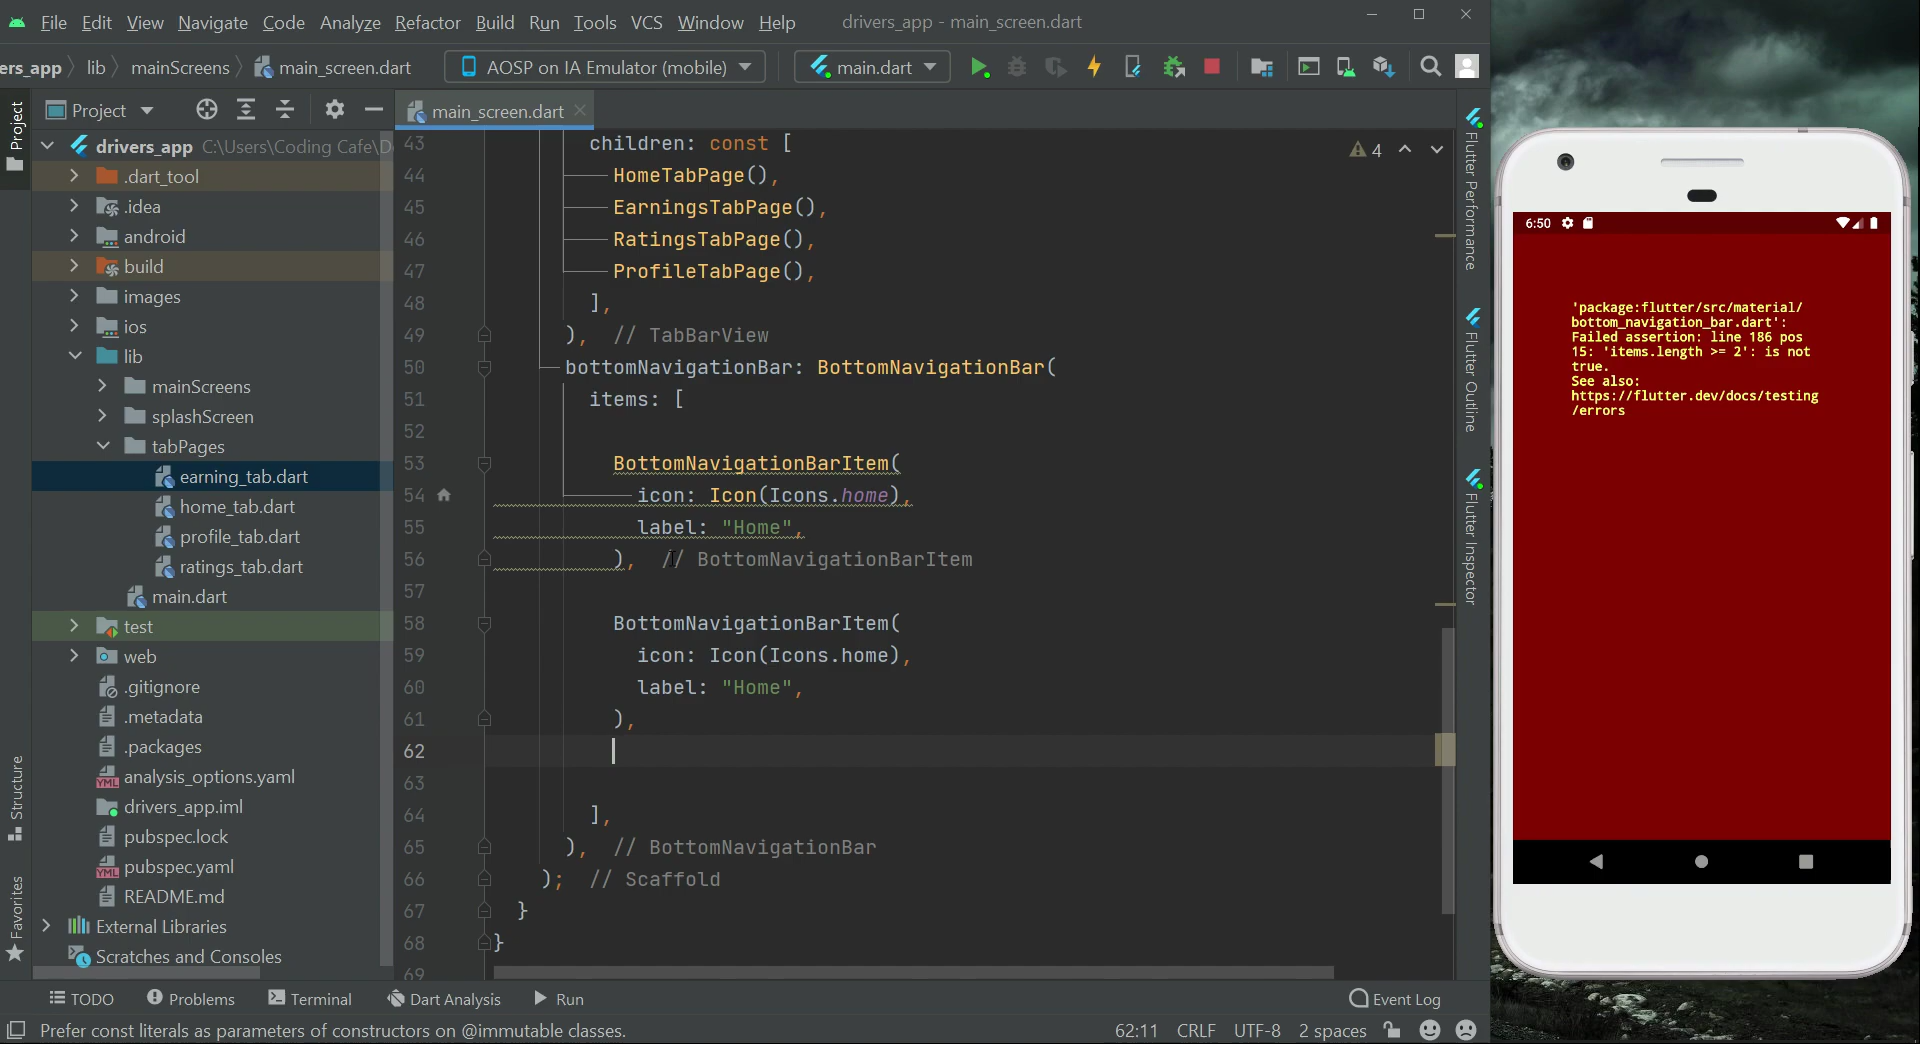 File Edit View Navigate Code Analyze Refactor Build Run Tools VCS Window Help drivers_app - main_screen.dart
ers_app lib mainScreens main_screen.dart AOSP on IA Emulator (mobile) main.dart
Project
main_screen.dart
drivers_app C:\Users\Coding Cafe\D
.dart_tool
.idea
android
build
images
ios
lib
mainScreens
splashScreen
tabPages
earning_tab.dart
home_tab.dart
profile_tab.dart
ratings_tab.dart
main.dart
test
web
.gitignore
.metadata
.packages
analysis_options.yaml
drivers_app.iml
pubspec.lock
pubspec.yaml
README.md
External Libraries
Scratches and Consoles
Project
Structure
Favorites
4
43 children: const [
44 HomeTabPage(),
45 EarningsTabPage(),
46 RatingsTabPage(),
47 ProfileTabPage(),
48 ],
49 ), // TabBarView
50 bottomNavigationBar: BottomNavigationBar(
51 items: [
52
53 BottomNavigationBarItem(
54 icon: Icon(Icons.home),
55 label: "Home",
56 ), // BottomNavigationBarItem
57
58 BottomNavigationBarItem(
59 icon: Icon(Icons.home),
60 label: "Home",
61 ),
62
63
64 ],
65 ), // BottomNavigationBar
66 ); // Scaffold
67 }
68 }
69
Flutter Performance
Flutter Outline
Flutter Inspector
TODO Problems Terminal Dart Analysis Run Event Log
Prefer const literals as parameters of constructors on @immutable classes. 62:11 CRLF UTF-8 2 spaces
6:50
'package:flutter/src/material/
bottom_navigation_bar.dart':
Failed assertion: line 186 pos
15: 'items.length >= 2': is not
true.
See also:
https://flutter.dev/docs/testing
/errors